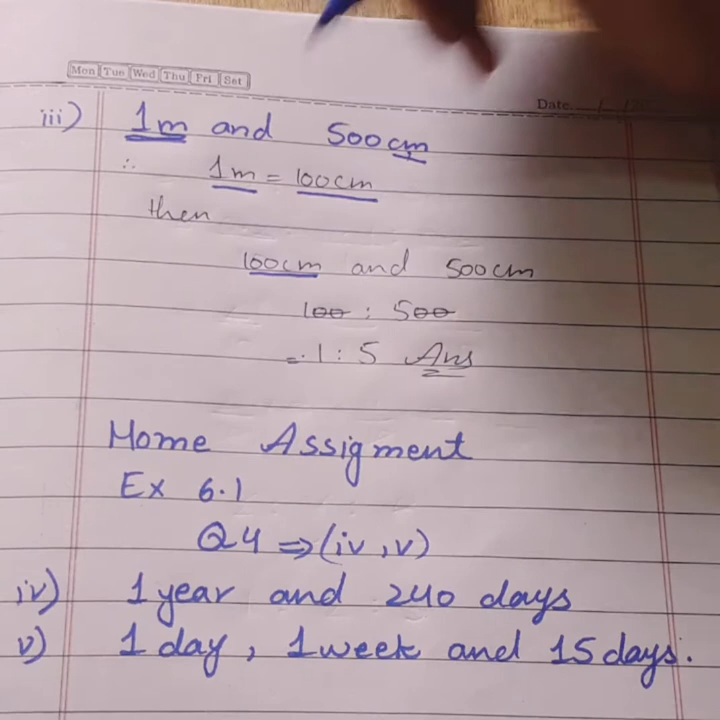 Mon Tue Wed Thu Fri Sat
Date.
iii) 1m and 500cm
∴ 1m = 100cm
then
100cm and 500cm
100 : 500
= 1 : 5 Ans
Home Assigment
Ex 6.1
Q4 ⇒ (iv, v)
iv) 1 year and 240 days
v) 1 day, 1 week and 15 days.